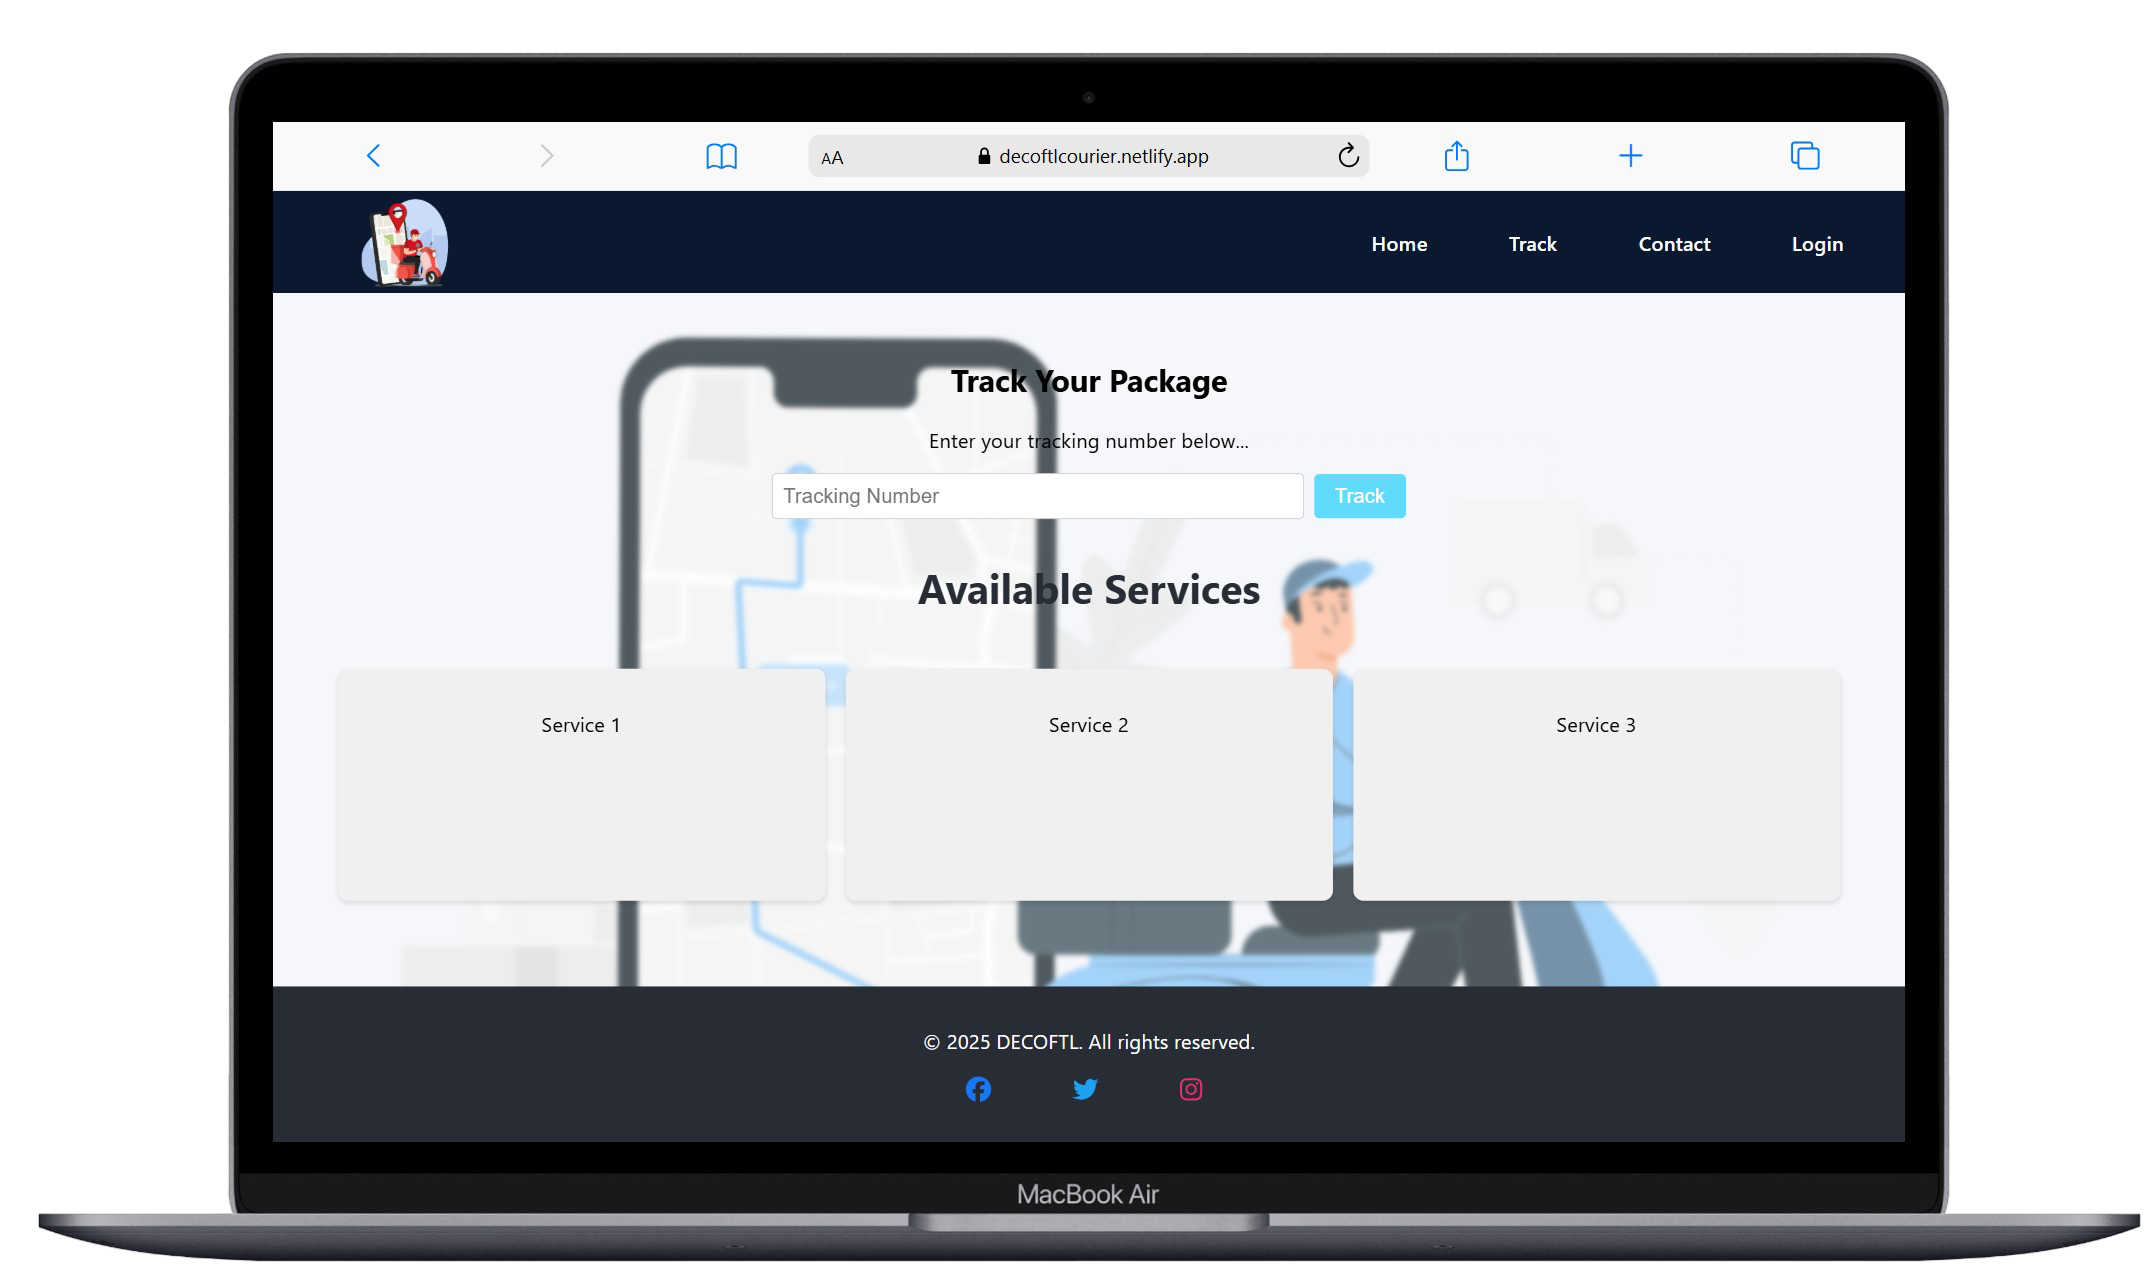 AA decoftlcourier.netlify.app
Home Track Contact Login
Track Your Package
Enter your tracking number below...
Tracking Number Track
Available Services
Service 1 Service 2 Service 3
© 2025 DECOFTL. All rights reserved.
MacBook Air